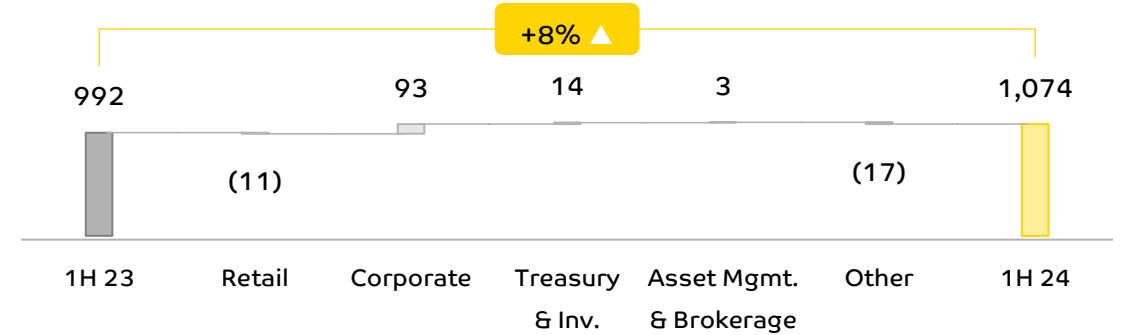 +8%
992
93
14
3
1,074
(11)
(17)
1H 23
Retail
Corporate
Treasury
& Inv.
Asset Mgmt.
& Brokerage
Other
1H 24